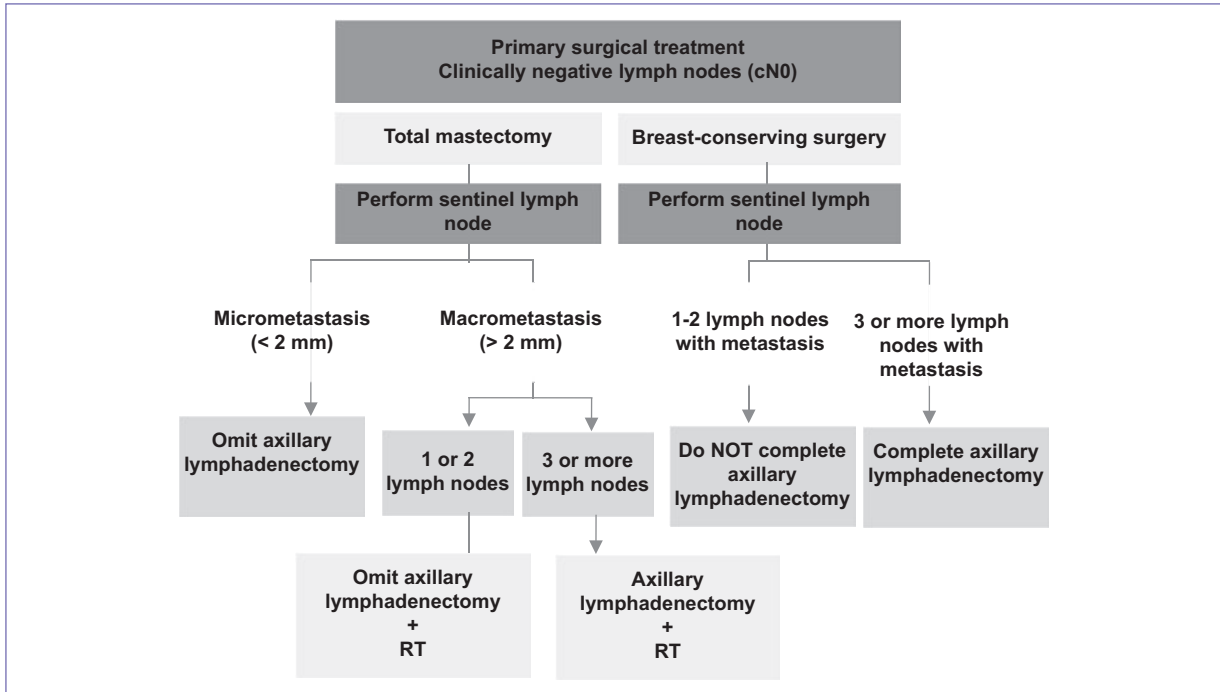 Primary surgical treatment
Clinically negative lymph nodes (cN0)
Total mastectomy
Breast-conserving surgery
Perform sentinel lymph
node
Perform sentinel lymph
node
Micrometastasis
(< 2 mm)
Macrometastasis
(> 2 mm)
1-2 lymph nodes
with metastasis
3 or more lymph
nodes with
metastasis
Omit axillary
lymphadenectomy
1 or 2
lymph nodes
3 or more
lymph nodes
Do NOT complete
axillary
lymphadenectomy
Complete axillary
lymphadenectomy
Omit axillary
lymphadenectomy
+
RT
Axillary
lymphadenectomy
+
RT